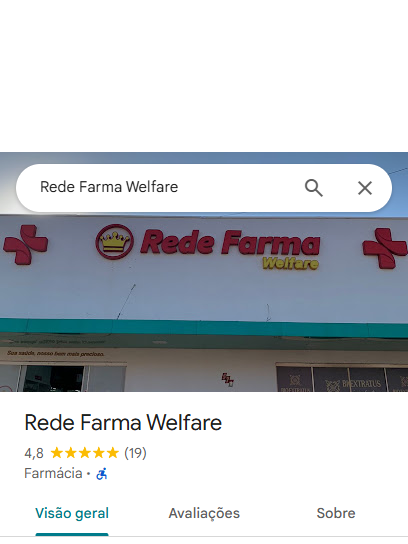 Rede Farma Welfare
Rede Farma
Welfare
Sua saúde, nosso bem mais precioso.
BIOEXTRATUS
Rede Farma Welfare
4,8 (19)
Farmácia ·
Visão geral
Avaliações
Sobre